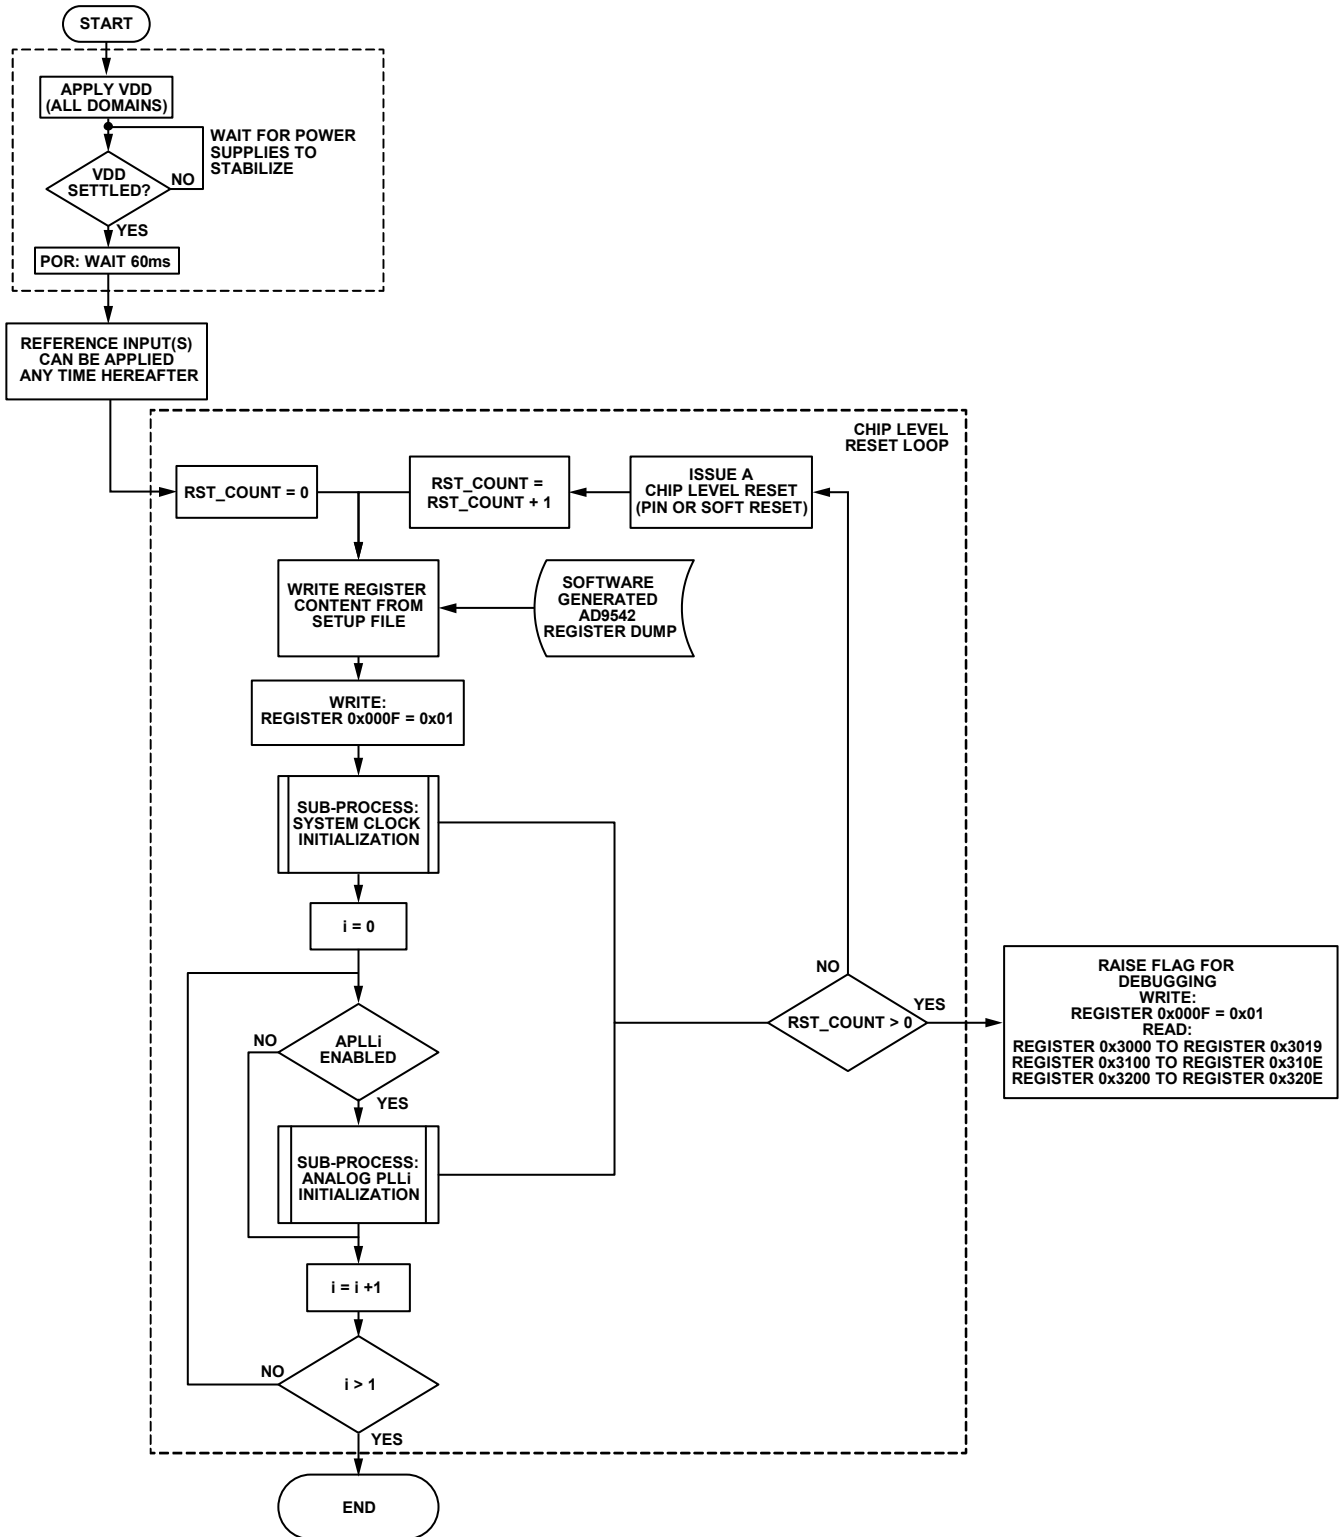 START
APPLY VDD
(ALL DOMAINS)
WAIT FOR POWER
SUPPLIES TO
STABILIZE
VDD
SETTLED?
NO
YES
POR: WAIT 60ms
REFERENCE INPUT(S)
CAN BE APPLIED
ANY TIME HEREAFTER
CHIP LEVEL
RESET LOOP
RST_COUNT = 0
RST_COUNT =
RST_COUNT + 1
ISSUE A
CHIP LEVEL RESET
(PIN OR SOFT RESET)
WRITE REGISTER
CONTENT FROM
SETUP FILE
SOFTWARE
GENERATED
AD9542
REGISTER DUMP
WRITE:
REGISTER 0x000F = 0x01
SUB-PROCESS:
SYSTEM CLOCK
INITIALIZATION
i = 0
NO
APLLi
ENABLED
YES
NO
RST_COUNT > 0
YES
RAISE FLAG FOR
DEBUGGING
WRITE:
REGISTER 0x000F = 0x01
READ:
REGISTER 0x3000 TO REGISTER 0x3019
REGISTER 0x3100 TO REGISTER 0x310E
REGISTER 0x3200 TO REGISTER 0x320E
SUB-PROCESS:
ANALOG PLLi
INITIALIZATION
i = i +1
NO
i > 1
YES
END